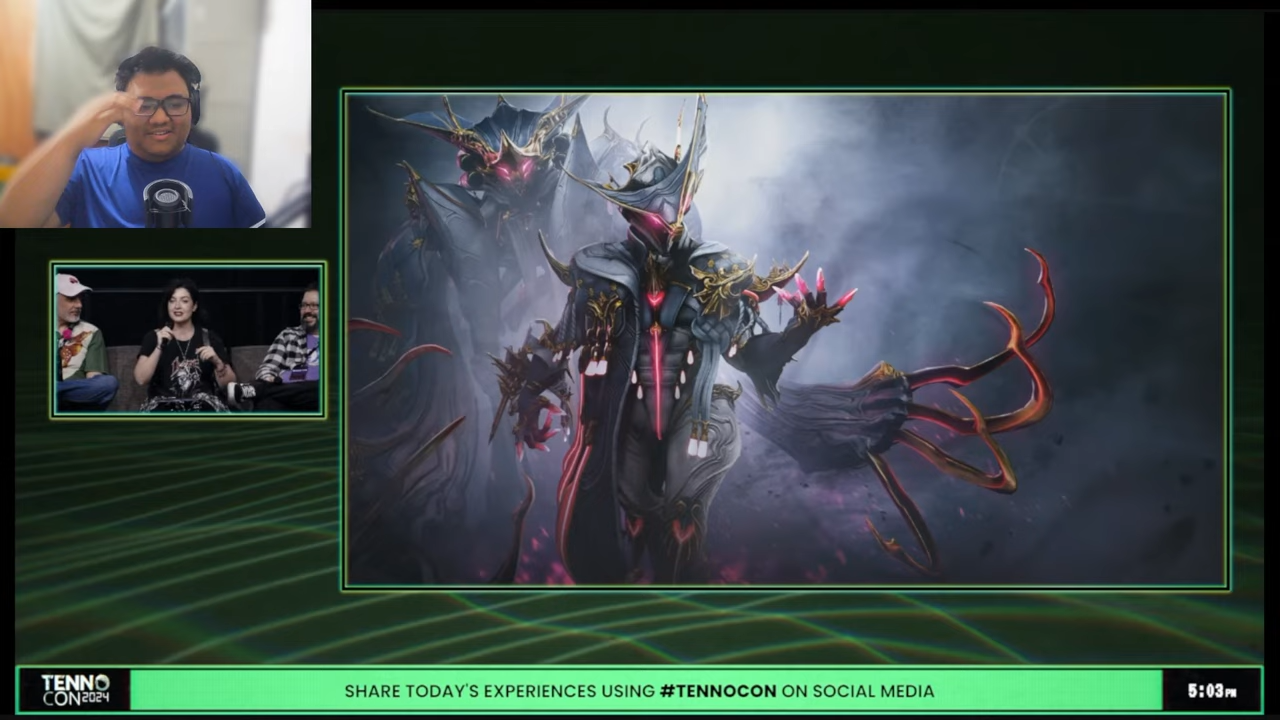 TENNO
CON2024
SHARE TODAY'S EXPERIENCES USING #TENNOCON ON SOCIAL MEDIA
5:03PM